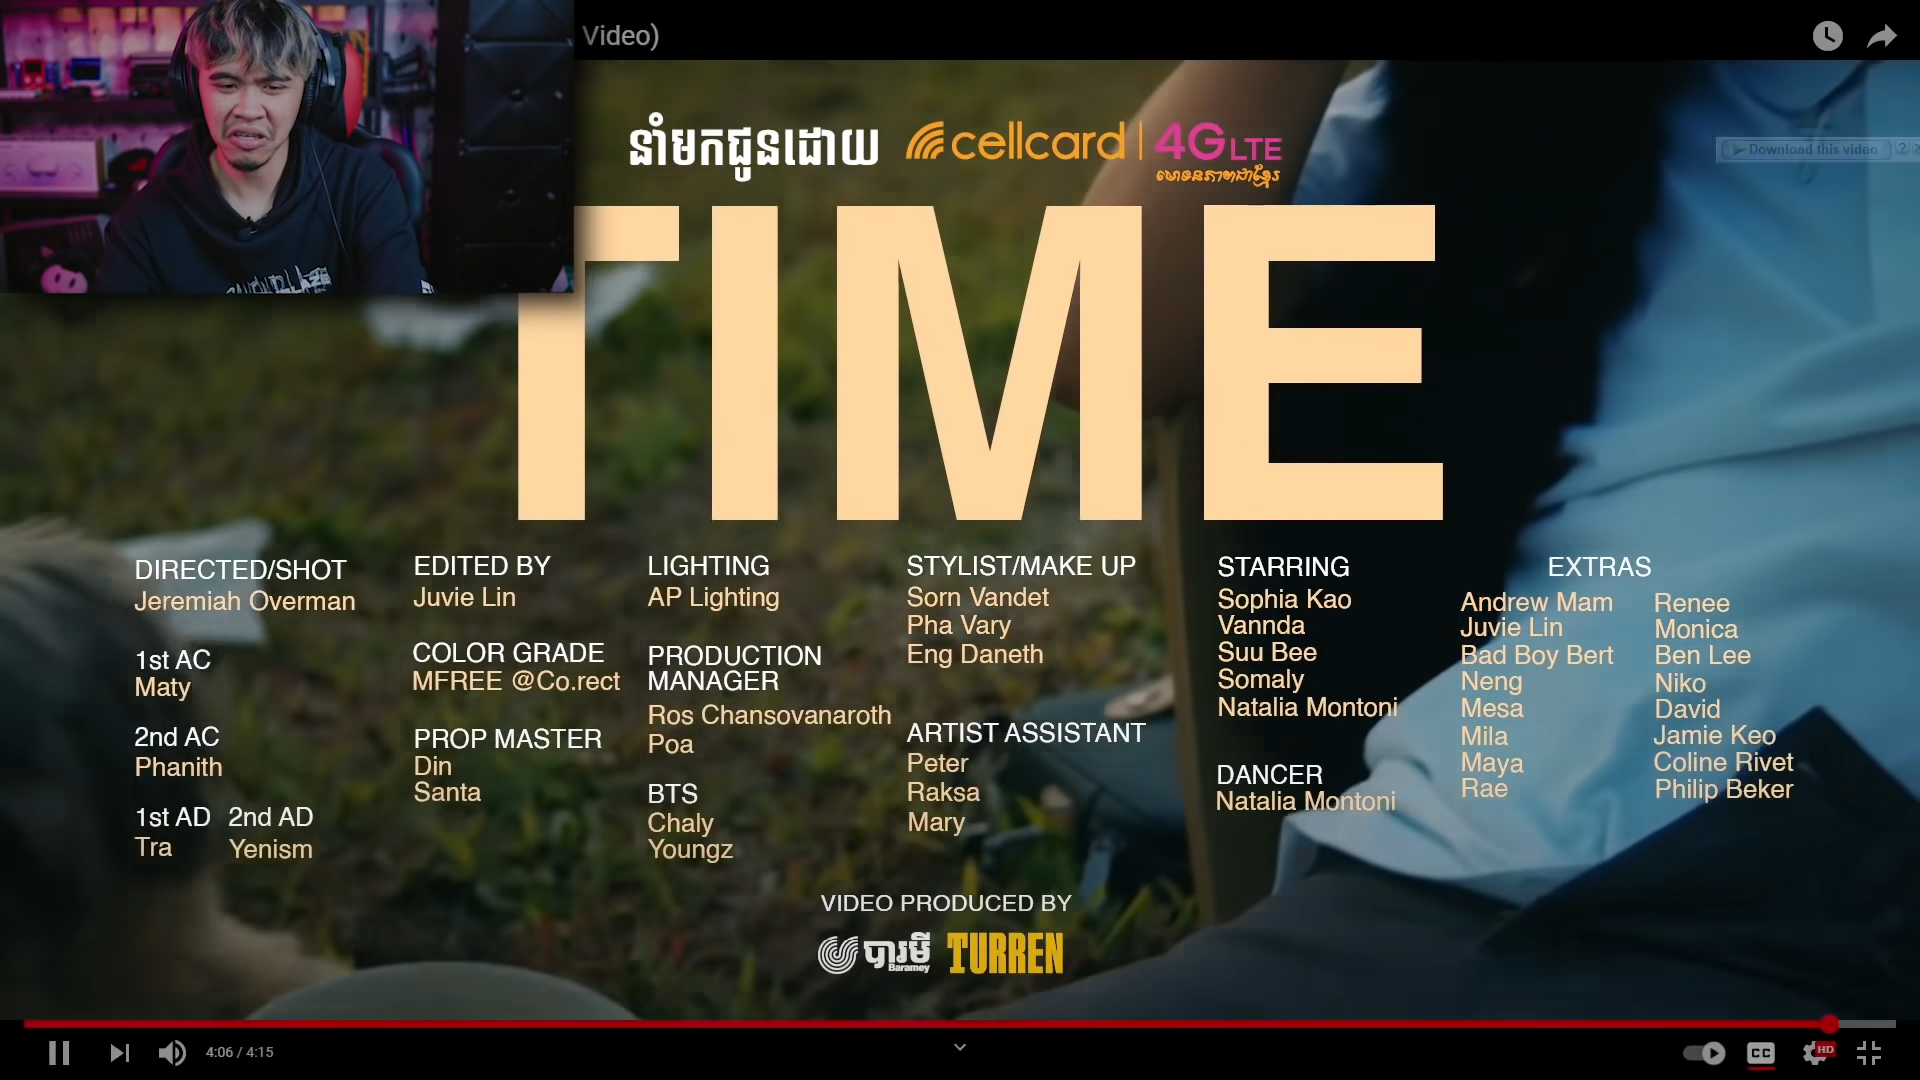 Video)
នាំមកជូនដោយ cellcard | 4G LTE
Download this video
TIME
DIRECTED/SHOT
Jeremiah Overman
1st AC
Maty
2nd AC
Phanith
1st AD
Tra
2nd AD
Yenism
EDITED BY
Juvie Lin
COLOR GRADE
MFREE @Co.rect
PROP MASTER
Din
Santa
LIGHTING
AP Lighting
PRODUCTION
MANAGER
Ros Chansovanaroth
Poa
BTS
Chaly
Youngz
STYLIST/MAKE UP
Sorn Vandet
Pha Vary
Eng Daneth
ARTIST ASSISTANT
Peter
Raksa
Mary
STARRING
Sophia Kao
Vannda
Suu Bee
Somaly
Natalia Montoni
DANCER
Natalia Montoni
EXTRAS
Andrew Mam
Juvie Lin
Bad Boy Bert
Neng
Mesa
Mila
Maya
Rae
Renee
Monica
Ben Lee
Niko
David
Jamie Keo
Coline Rivet
Philip Beker
VIDEO PRODUCED BY
បារមី
Baramey
TURREN
4:06 / 4:15
CC
HD